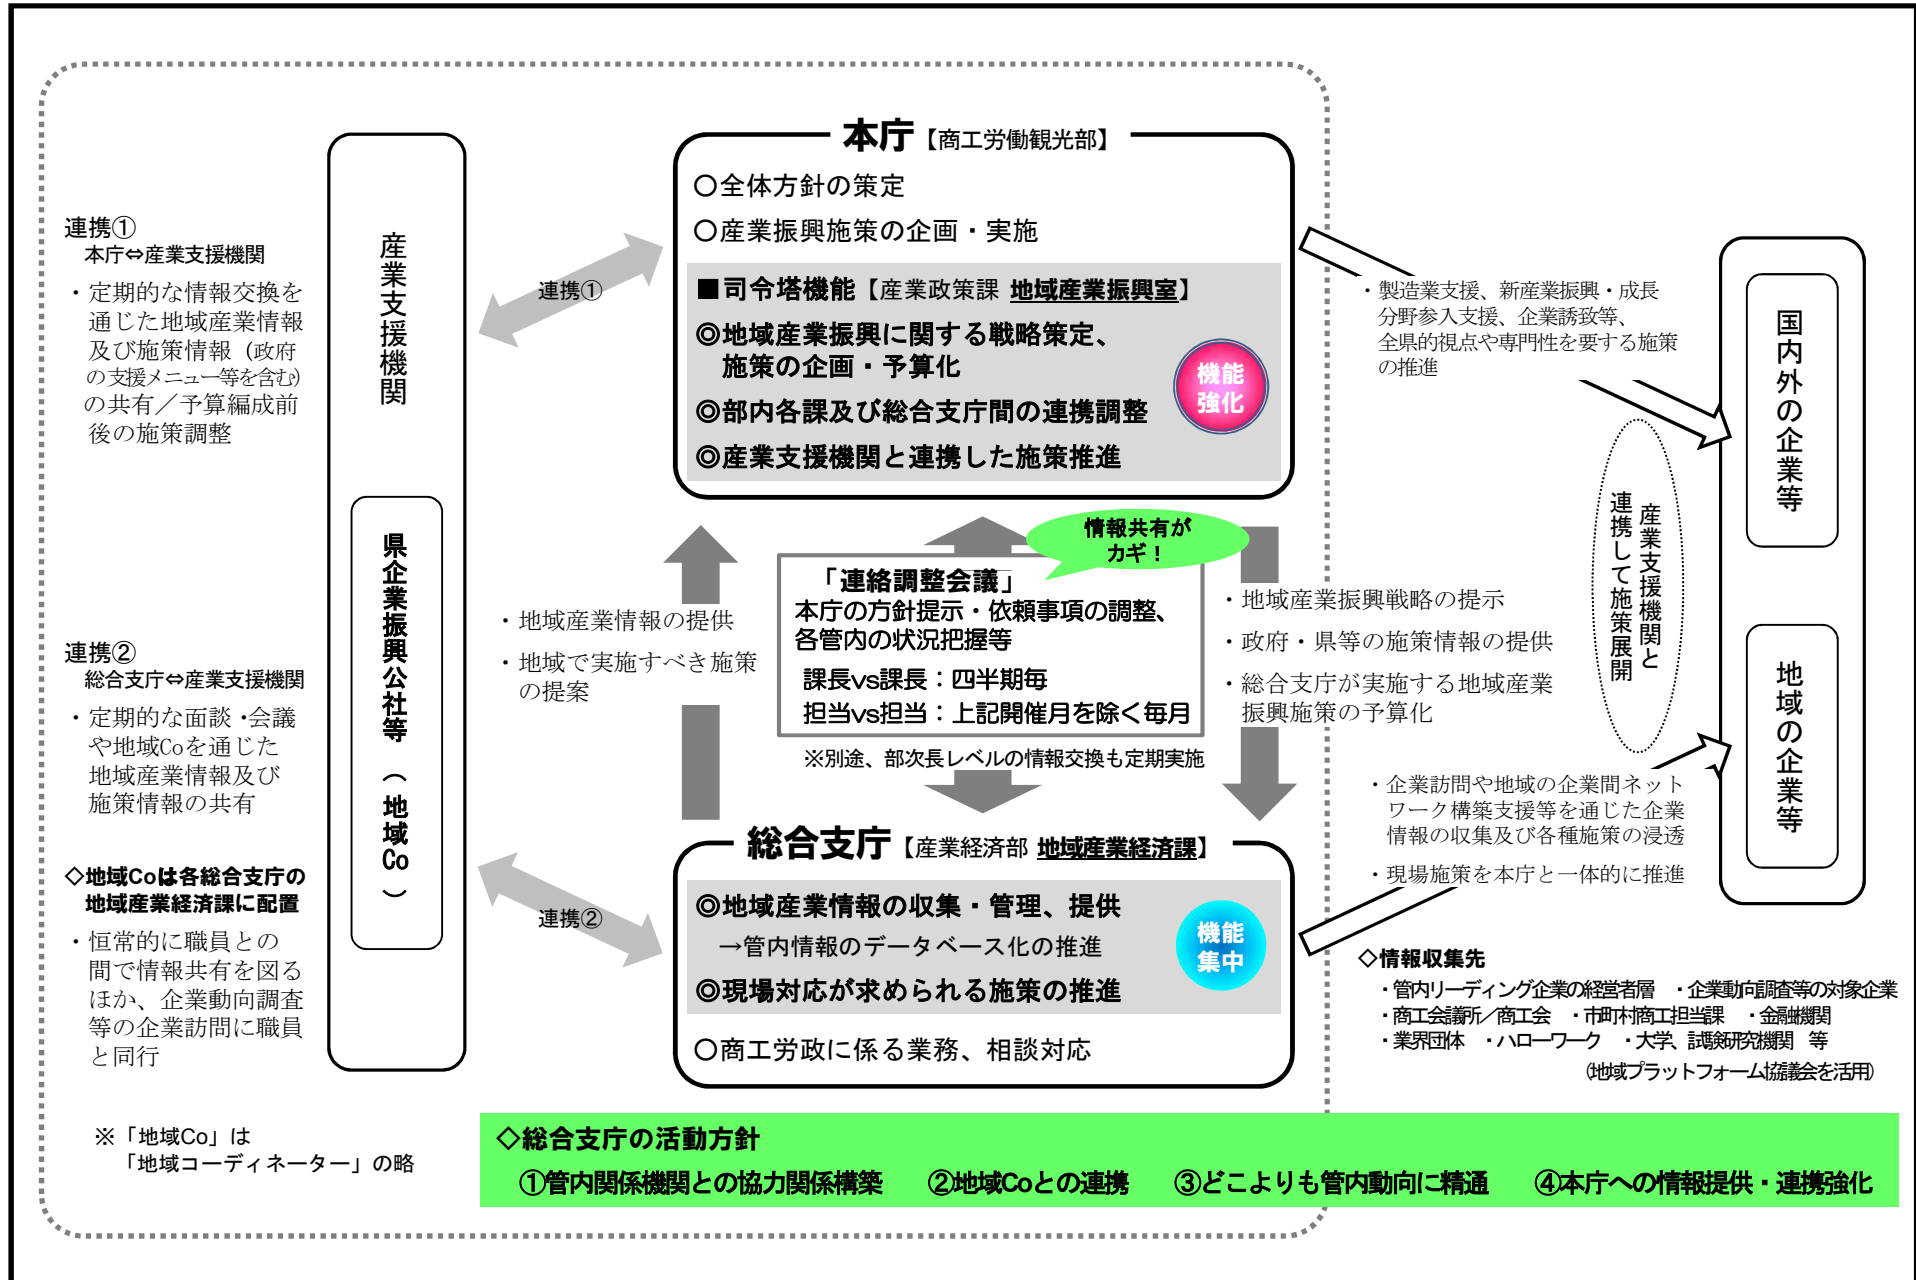 連携①
本庁⇔産業支援機関
・定期的な情報交換を
通じた地域産業情報
及び施策情報（政府
の支援メニュー等を含む）
の共有／予算編成前
後の施策調整
連携②
総合支庁⇔産業支援機関
・定期的な面談・会議
や地域Coを通じた
地域産業情報及び
施策情報の共有
◇地域Coは各総合支庁の
地域産業経済課に配置
・恒常的に職員との
間で情報共有を図る
ほか、企業動向調査
等の企業訪問に職員
と同行
※「地域Co」は
「地域コーディネーター」の略
産業支援機関
県企業振興公社等（地域Co）
連携①
連携②
本庁【商工労働観光部】
〇全体方針の策定
〇産業振興施策の企画・実施
■司令塔機能【産業政策課 地域産業振興室】
◎地域産業振興に関する戦略策定、
施策の企画・予算化
◎部内各課及び総合支庁間の連携調整
◎産業支援機関と連携した施策推進
機能
強化
・地域産業情報の提供
・地域で実施すべき施策
の提案
情報共有が
カギ！
「連絡調整会議」
本庁の方針提示・依頼事項の調整、
各管内の状況把握等
課長vs課長：四半期毎
担当vs担当：上記開催月を除く毎月
※別途、部次長レベルの情報交換も定期実施
・地域産業振興戦略の提示
・政府・県等の施策情報の提供
・総合支庁が実施する地域産業
振興施策の予算化
総合支庁【産業経済部 地域産業経済課】
◎地域産業情報の収集・管理、提供
→管内情報のデータベース化の推進
◎現場対応が求められる施策の推進
〇商工労政に係る業務、相談対応
機能
集中
・製造業支援、新産業振興・成長
分野参入支援、企業誘致等、
全県的視点や専門性を要する施策
の推進
産業支援機関と
連携して施策展開
国内外の企業等
地域の企業等
・企業訪問や地域の企業間ネット
ワーク構築支援等を通じた企業
情報の収集及び各種施策の浸透
・現場施策を本庁と一体的に推進
◇情報収集先
・管内リーディング企業の経営者層　・企業動向調査等の対象企業
・商工会議所／商工会　・市町村商工担当課　・金融機関
・業界団体　・ハローワーク　・大学、試験研究機関　等
（地域プラットフォーム協議会を活用）
◇総合支庁の活動方針
①管内関係機関との協力関係構築　②地域Coとの連携　③どこよりも管内動向に精通　④本庁への情報提供・連携強化